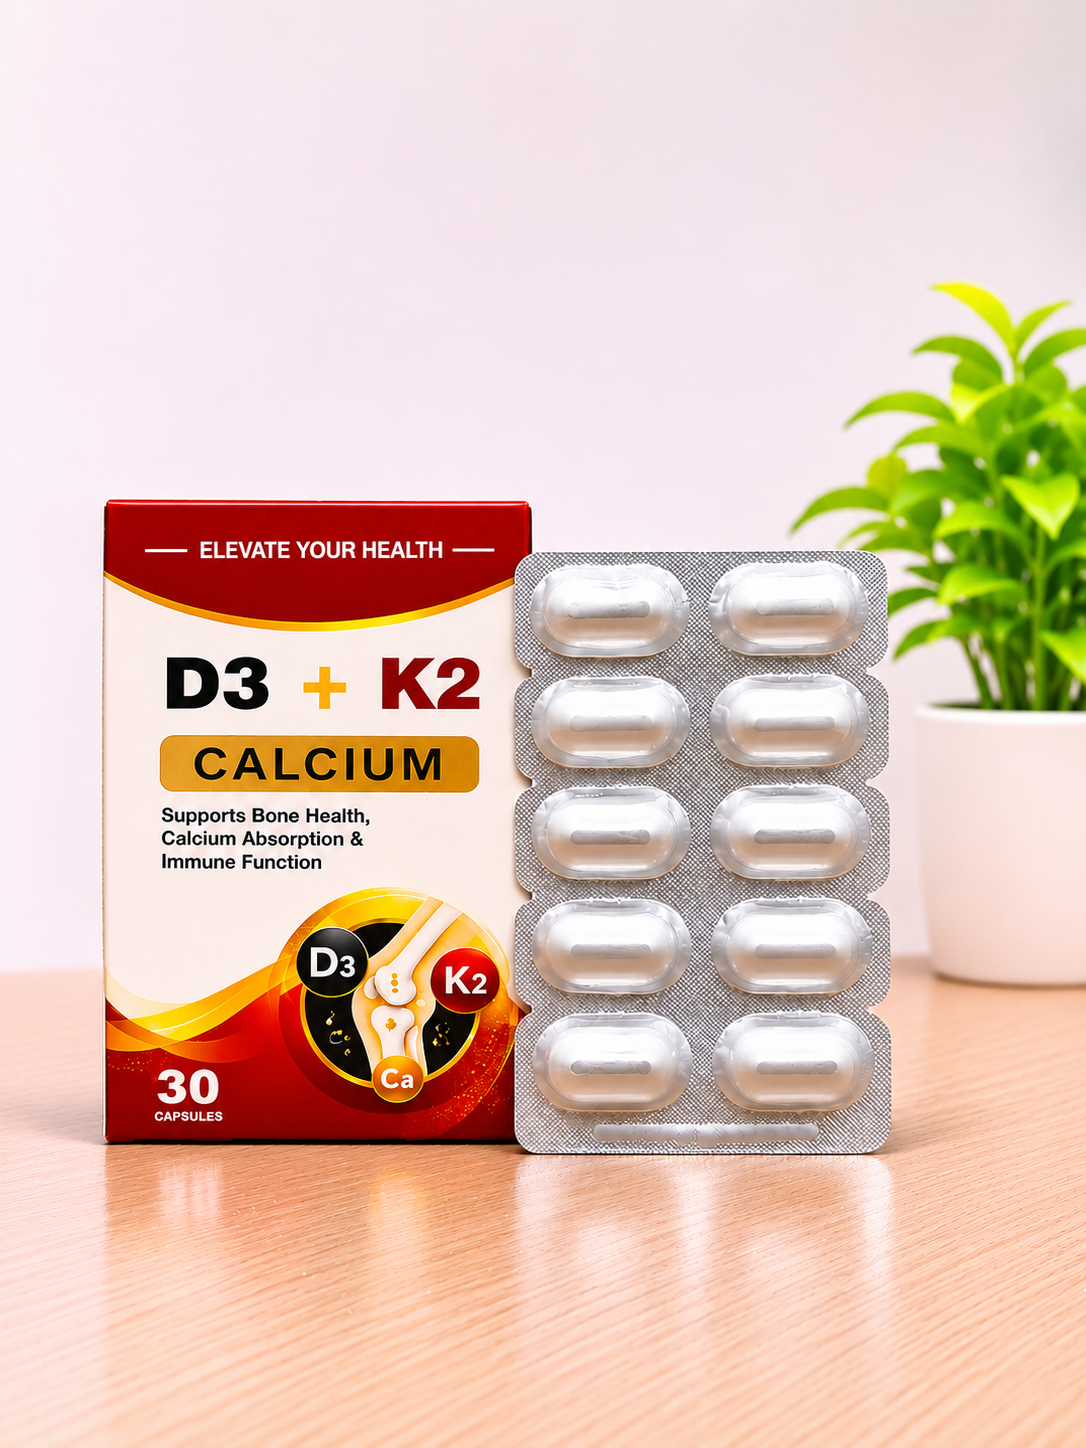 ELEVATE YOUR HEALTH
D3 + K2
CALCIUM
Supports Bone Health,
Calcium Absorption &
Immune Function
D3
K2
Ca
30
CAPSULES